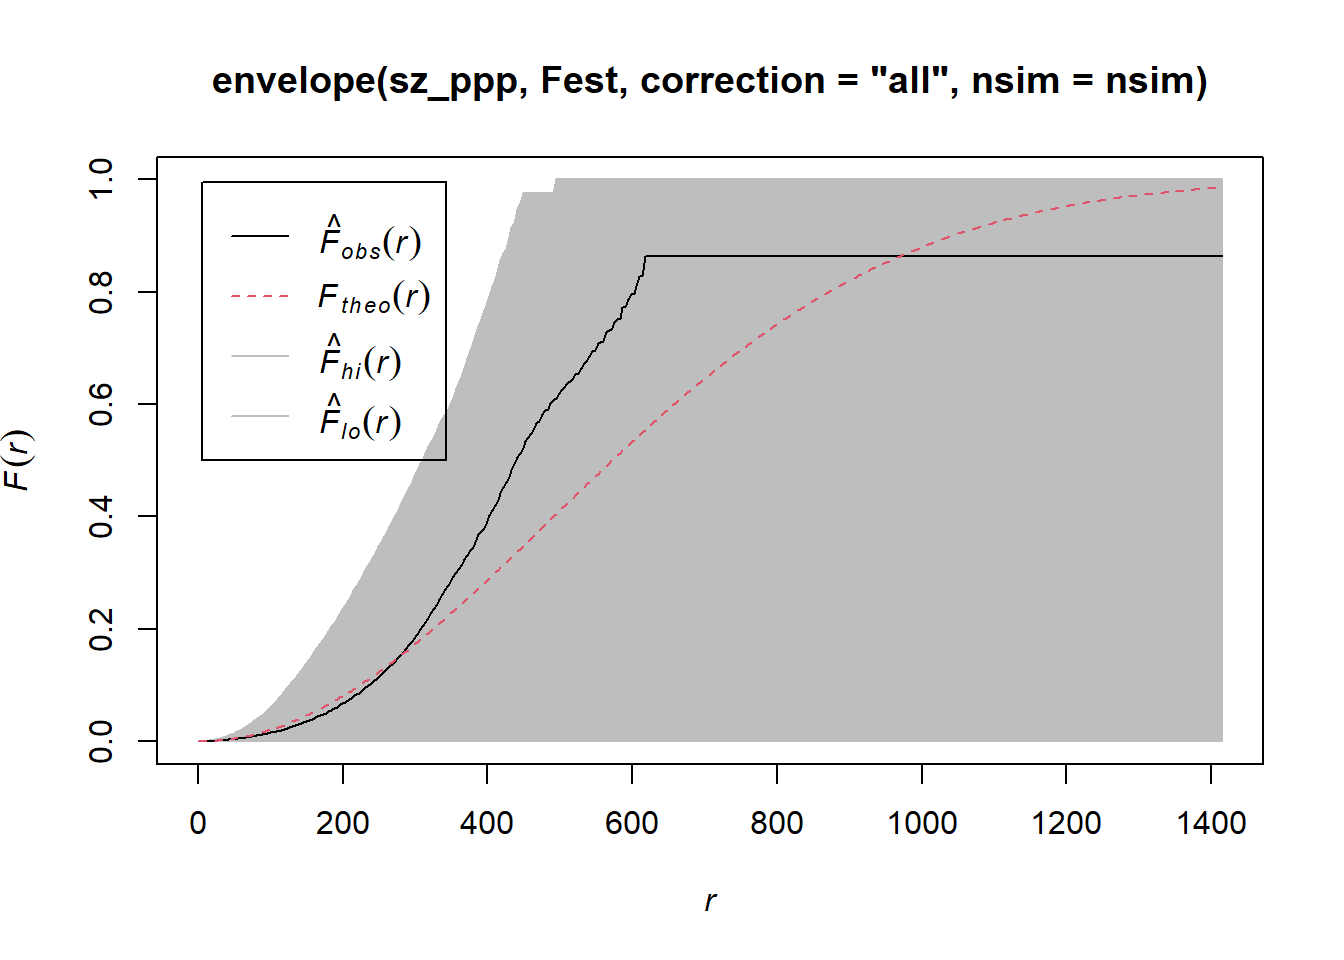 envelope(sz_ppp, Fest, correction = "all", nsim = nsim)
F(r)
1.0
0.8
0.6
0.4
0.2
0.0
F̂obs(r)
Ftheo(r)
F̂hi(r)
F̂lo(r)
0 200 400 600 800 1000 1200 1400
r